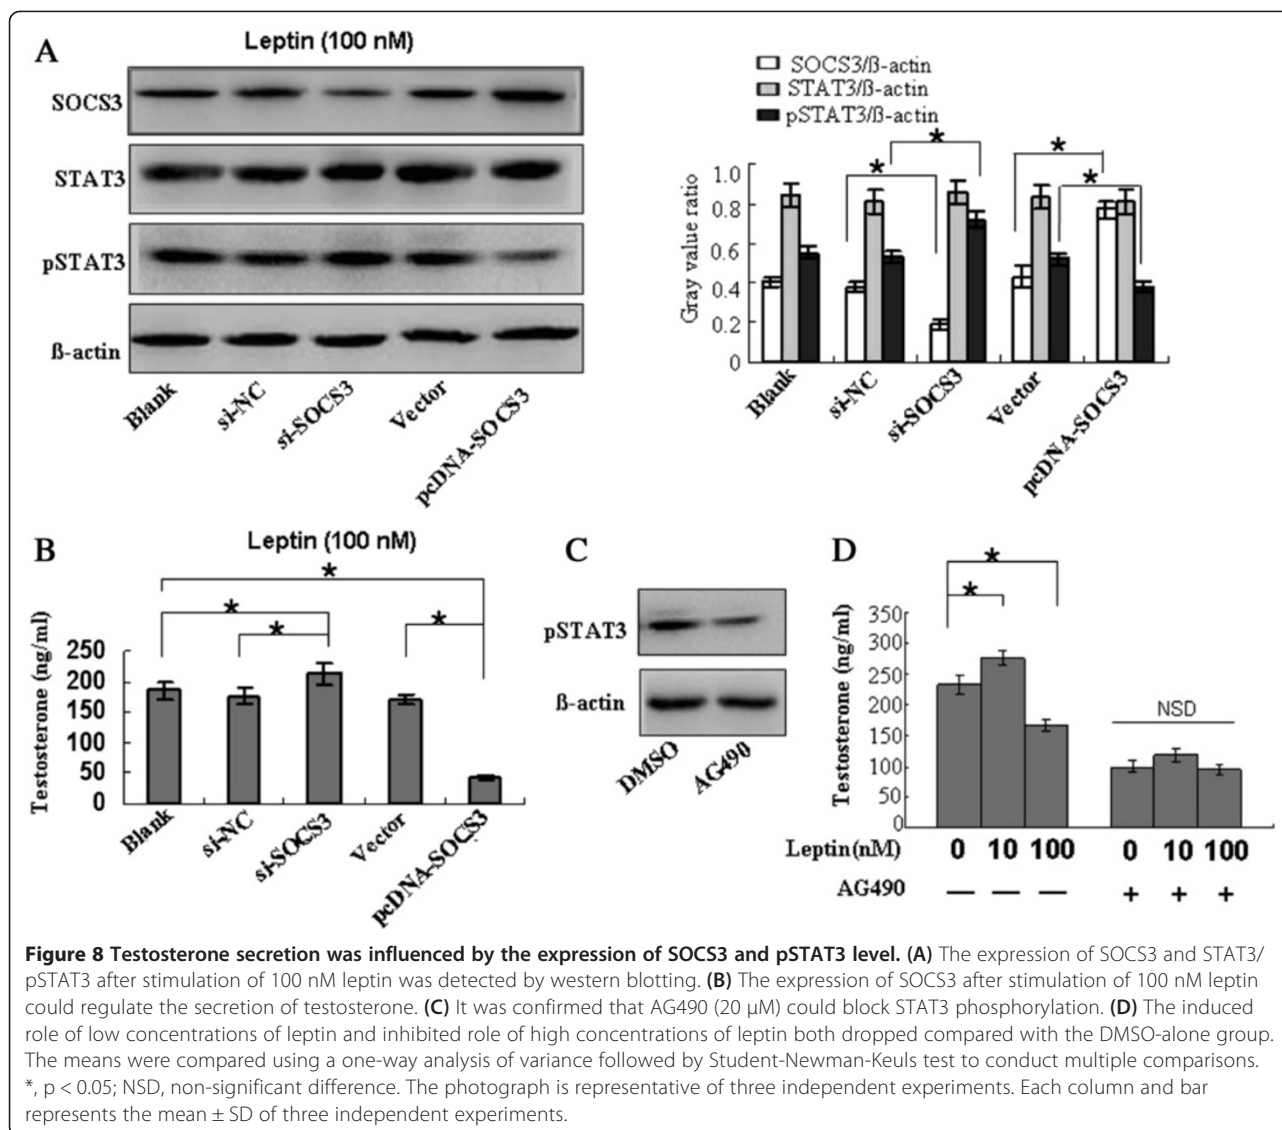 A
Leptin (100 nM)
SOCS3
STAT3
pSTAT3
ß-actin
Blank
si-NC
si-SOCS3
Vector
pcDNA-SOCS3
SOCS3/ß-actin
STAT3/ß-actin
pSTAT3/ß-actin
* *
* *
Gray value ratio
1.0
0.8
0.6
0.4
0.2
0
Blank
si-NC
si-SOCS3
Vector
pcDNA-SOCS3
B
Leptin (100 nM)
*
* *
*
Testosterone (ng/ml)
250
200
150
100
50
0
Blank
si-NC
si-SOCS3
Vector
pcDNA-SOCS3
C
pSTAT3
ß-actin
DMSO
AG490
D
*
*
Testosterone (ng/ml)
350
300
250
200
150
100
50
0
NSD
Leptin(nM) 0 10 100 0 10 100
AG490 — — — + + +
Figure 8 Testosterone secretion was influenced by the expression of SOCS3 and pSTAT3 level. (A) The expression of SOCS3 and STAT3/
pSTAT3 after stimulation of 100 nM leptin was detected by western blotting. (B) The expression of SOCS3 after stimulation of 100 nM leptin
could regulate the secretion of testosterone. (C) It was confirmed that AG490 (20 μM) could block STAT3 phosphorylation. (D) The induced
role of low concentrations of leptin and inhibited role of high concentrations of leptin both dropped compared with the DMSO-alone group.
The means were compared using a one-way analysis of variance followed by Student-Newman-Keuls test to conduct multiple comparisons.
*, p < 0.05; NSD, non-significant difference. The photograph is representative of three independent experiments. Each column and bar
represents the mean ± SD of three independent experiments.